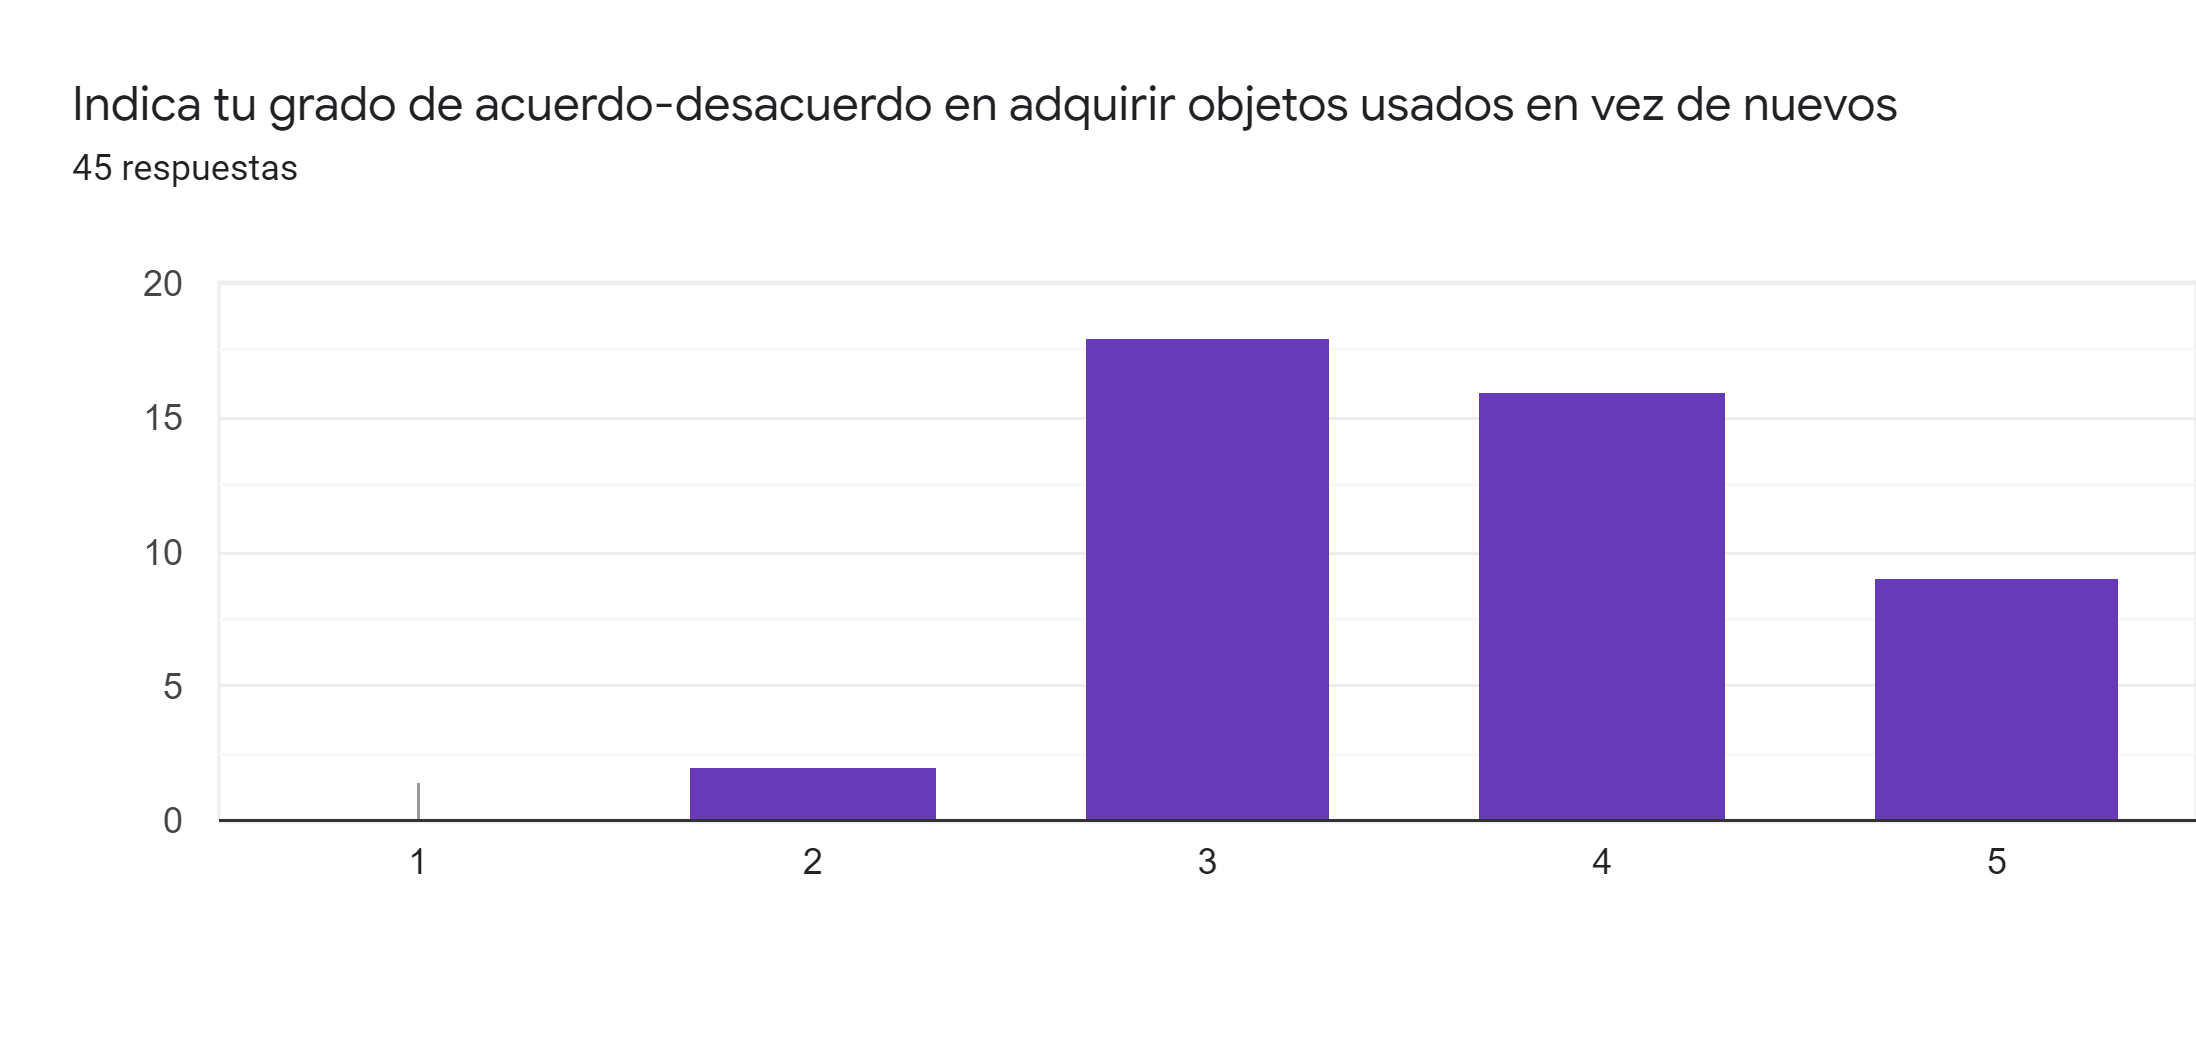 Indica tu grado de acuerdo-desacuerdo en adquirir objetos usados en vez de nuevos
45 respuestas
20
15
10
5
0
1 2 3 4 5